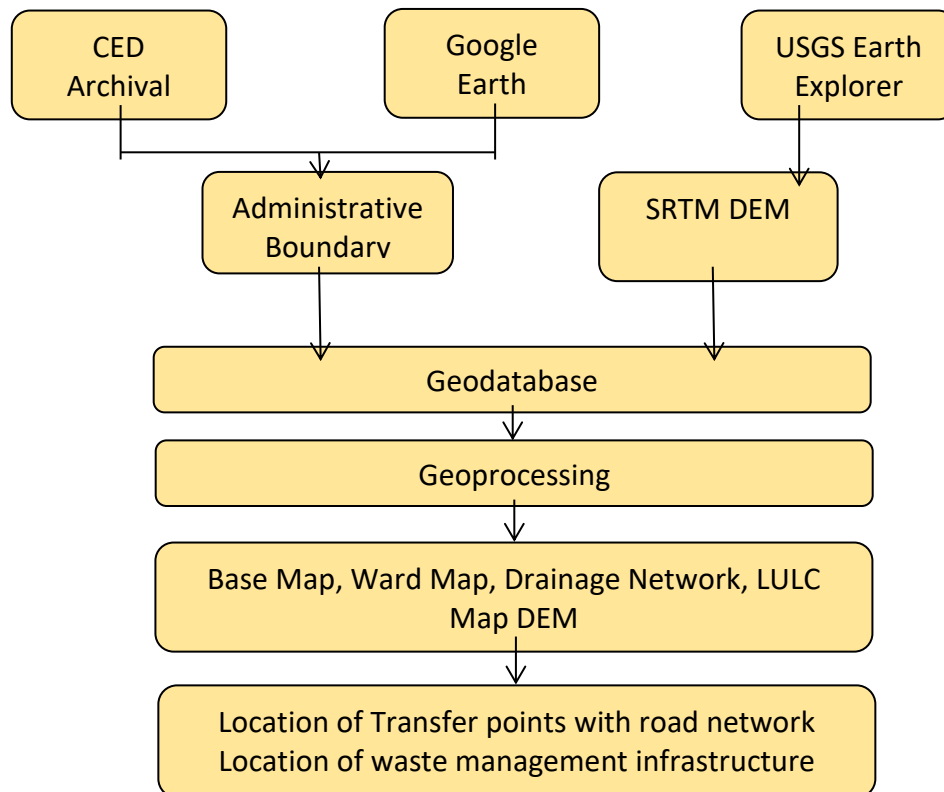 CED
Archival
Google
Earth
USGS Earth
Explorer
Administrative
Boundary
SRTM DEM
Geodatabase
Geoprocessing
Base Map, Ward Map, Drainage Network, LULC
Map DEM
Location of Transfer points with road network
Location of waste management infrastructure